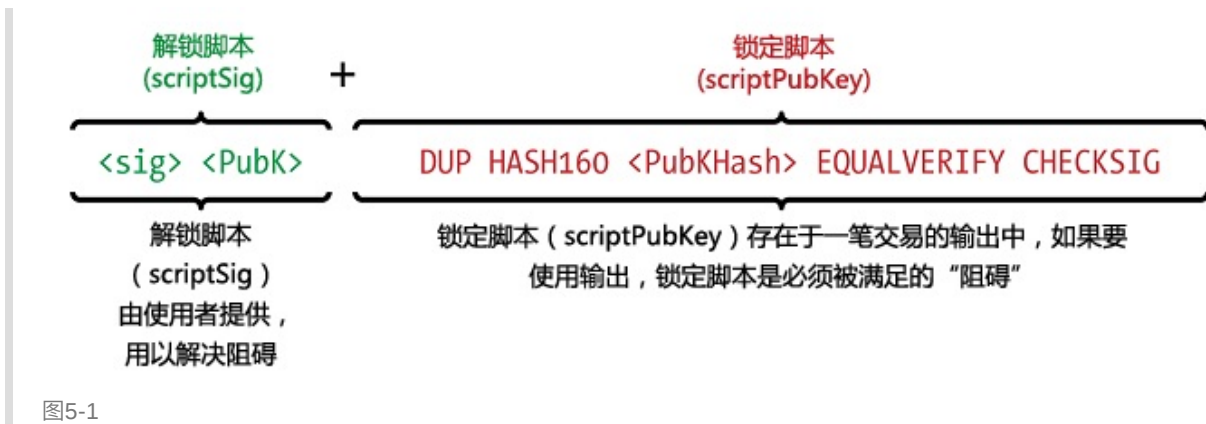 解锁脚本
(scriptSig)
+
锁定脚本
(scriptPubKey)
<sig> <PubK>
DUP HASH160 <PubKHash> EQUALVERIFY CHECKSIG
解锁脚本
（scriptSig）
由使用者提供，
用以解决阻碍
锁定脚本（scriptPubKey）存在于一笔交易的输出中，如果要
使用输出，锁定脚本是必须被满足的“阻碍”
图5-1